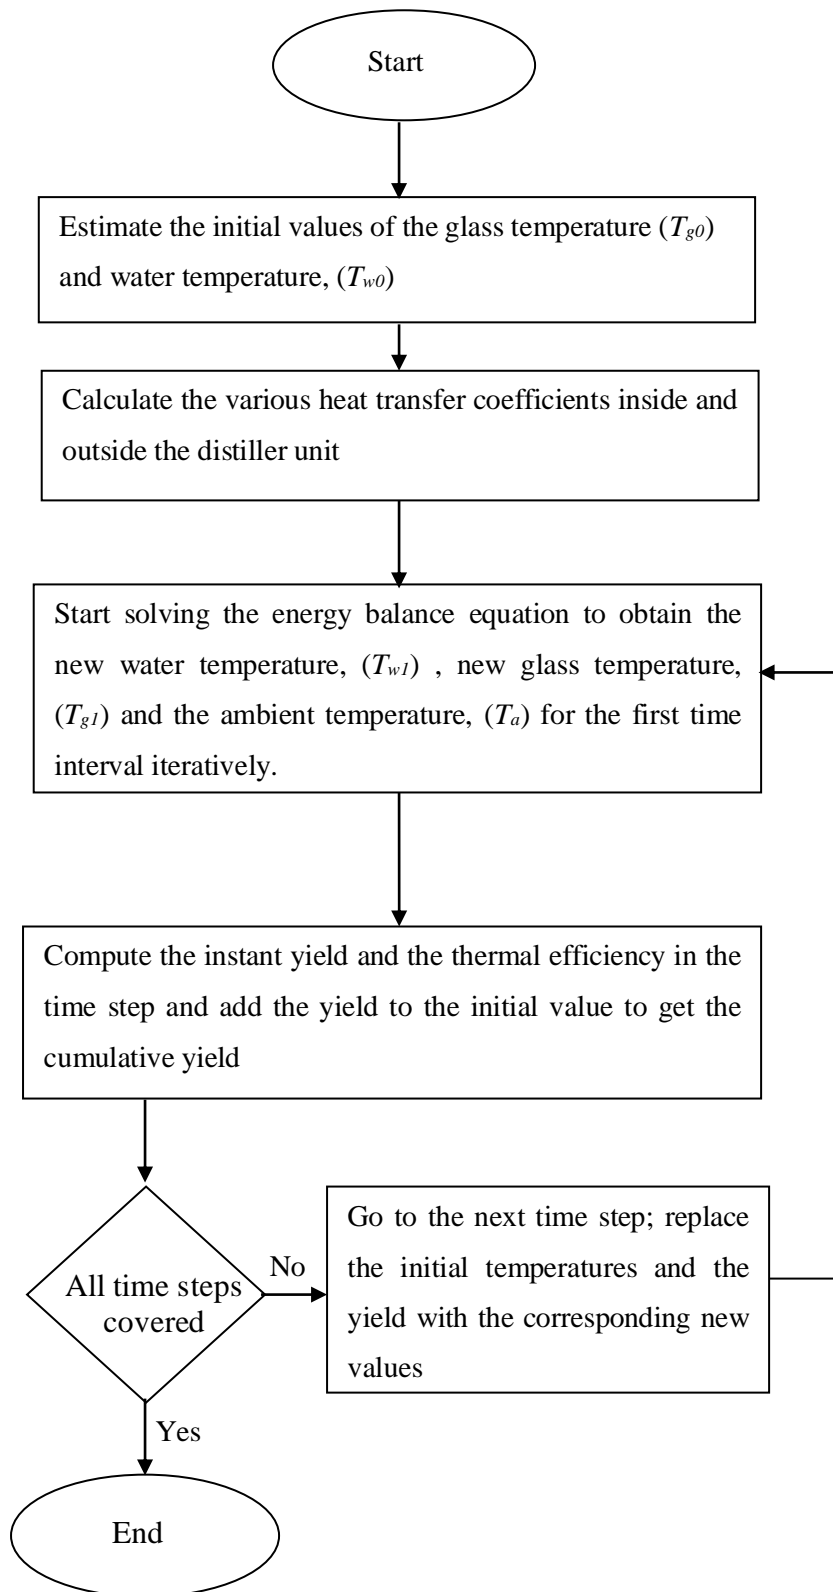 Start
Estimate the initial values of the glass temperature (Tg0)
and water temperature, (Tw0)
Calculate the various heat transfer coefficients inside and
outside the distiller unit
Start solving the energy balance equation to obtain the
new water temperature, (Tw1) , new glass temperature,
(Tg1) and the ambient temperature, (Ta) for the first time
interval iteratively.
Compute the instant yield and the thermal efficiency in the
time step and add the yield to the initial value to get the
cumulative yield
All time steps
covered
No
Go to the next time step; replace
the initial temperatures and the
yield with the corresponding new
values
Yes
End